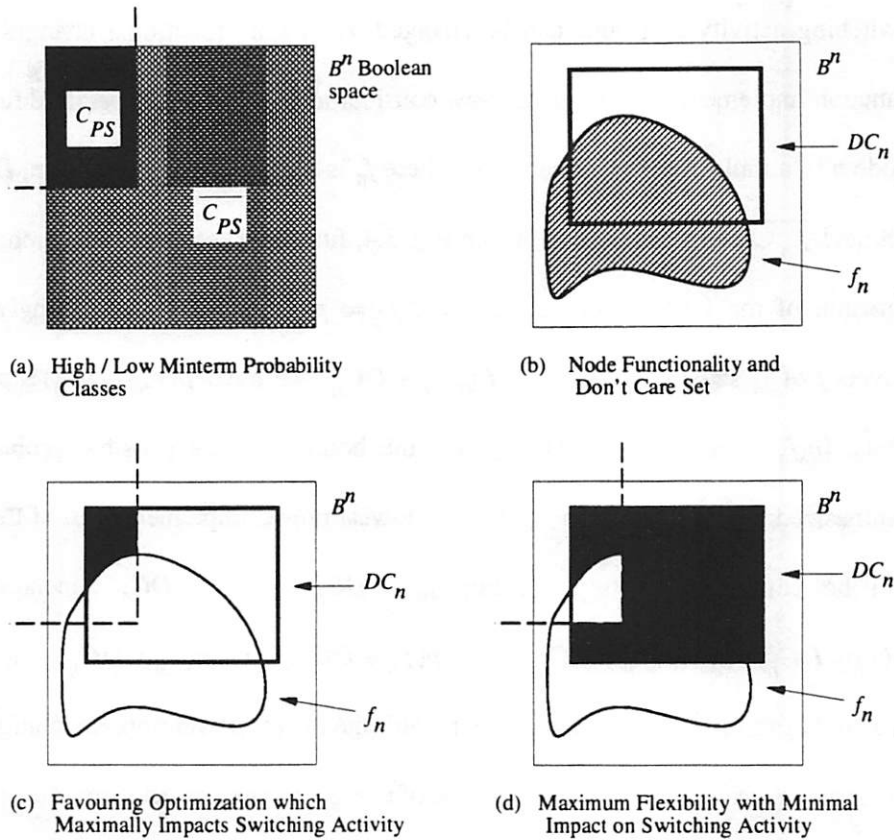 B^n Boolean
space
C_PS
C_PS
B^n
DC_n
f_n
(a) High / Low Minterm Probability
Classes
(b) Node Functionality and
Don't Care Set
B^n
DC_n
f_n
B^n
DC_n
f_n
(c) Favouring Optimization which
Maximally Impacts Switching Activity
(d) Maximum Flexibility with Minimal
Impact on Switching Activity